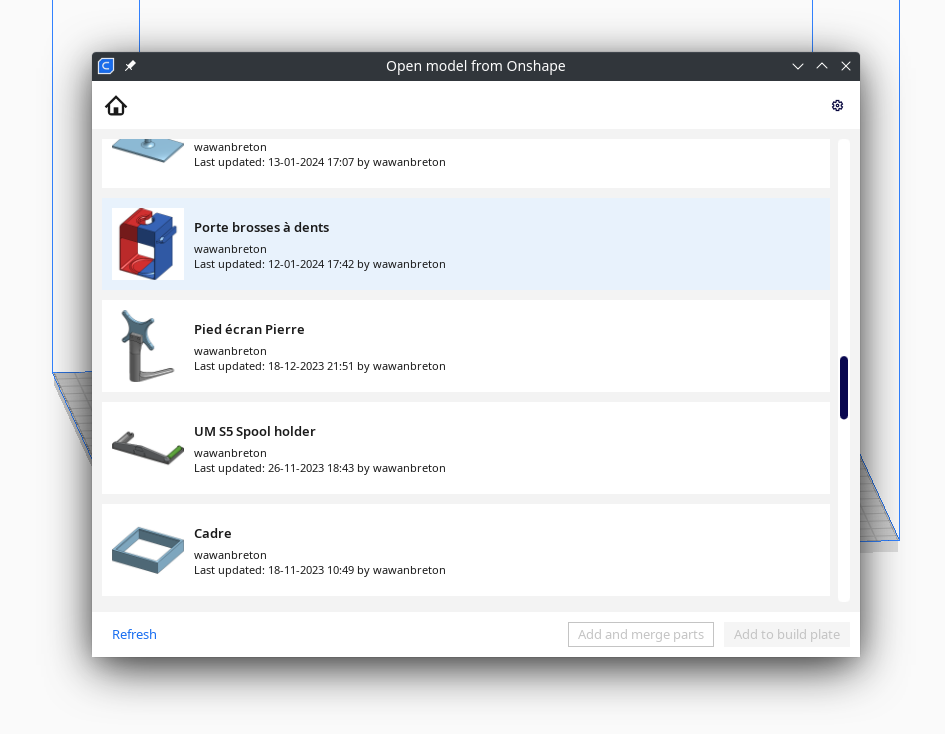 Open model from Onshape
wawanbreton
Last updated: 13-01-2024 17:07 by wawanbreton
Porte brosses à dents
wawanbreton
Last updated: 12-01-2024 17:42 by wawanbreton
Pied écran Pierre
wawanbreton
Last updated: 18-12-2023 21:51 by wawanbreton
UM S5 Spool holder
wawanbreton
Last updated: 26-11-2023 18:43 by wawanbreton
Cadre
wawanbreton
Last updated: 18-11-2023 10:49 by wawanbreton
Refresh
Add and merge parts
Add to build plate